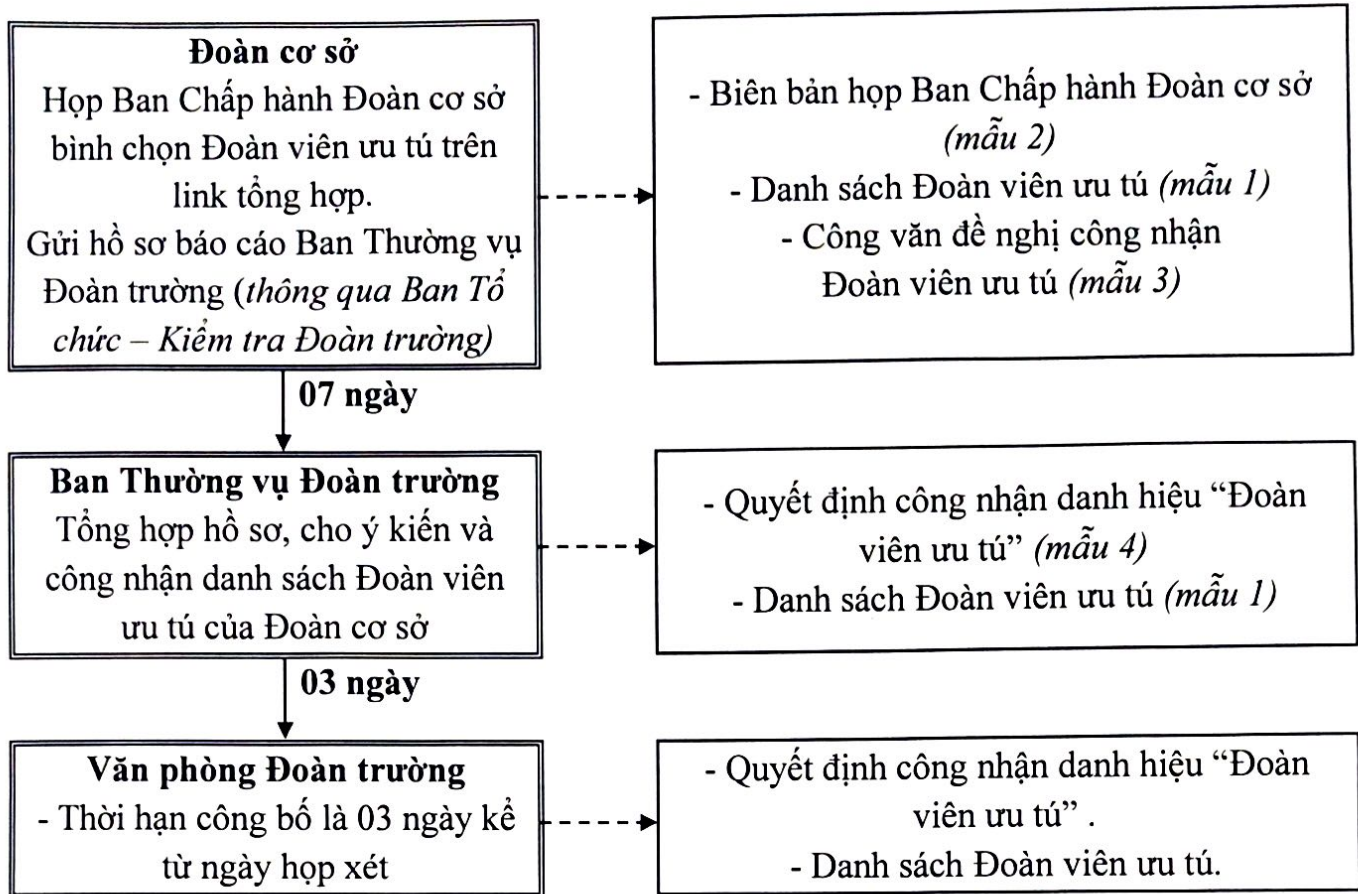 Đoàn cơ sở
Họp Ban Chấp hành Đoàn cơ sở
bình chọn Đoàn viên ưu tú trên
link tổng hợp.
Gửi hồ sơ báo cáo Ban Thường vụ
Đoàn trường (thông qua Ban Tổ
chức – Kiểm tra Đoàn trường)
- Biên bản họp Ban Chấp hành Đoàn cơ sở
(mẫu 2)
- Danh sách Đoàn viên ưu tú (mẫu 1)
- Công văn đề nghị công nhận
Đoàn viên ưu tú (mẫu 3)
07 ngày
Ban Thường vụ Đoàn trường
Tổng hợp hồ sơ, cho ý kiến và
công nhận danh sách Đoàn viên
ưu tú của Đoàn cơ sở
- Quyết định công nhận danh hiệu “Đoàn
viên ưu tú” (mẫu 4)
- Danh sách Đoàn viên ưu tú (mẫu 1)
03 ngày
Văn phòng Đoàn trường
- Thời hạn công bố là 03 ngày kể
từ ngày họp xét
- Quyết định công nhận danh hiệu “Đoàn
viên ưu tú” .
- Danh sách Đoàn viên ưu tú.